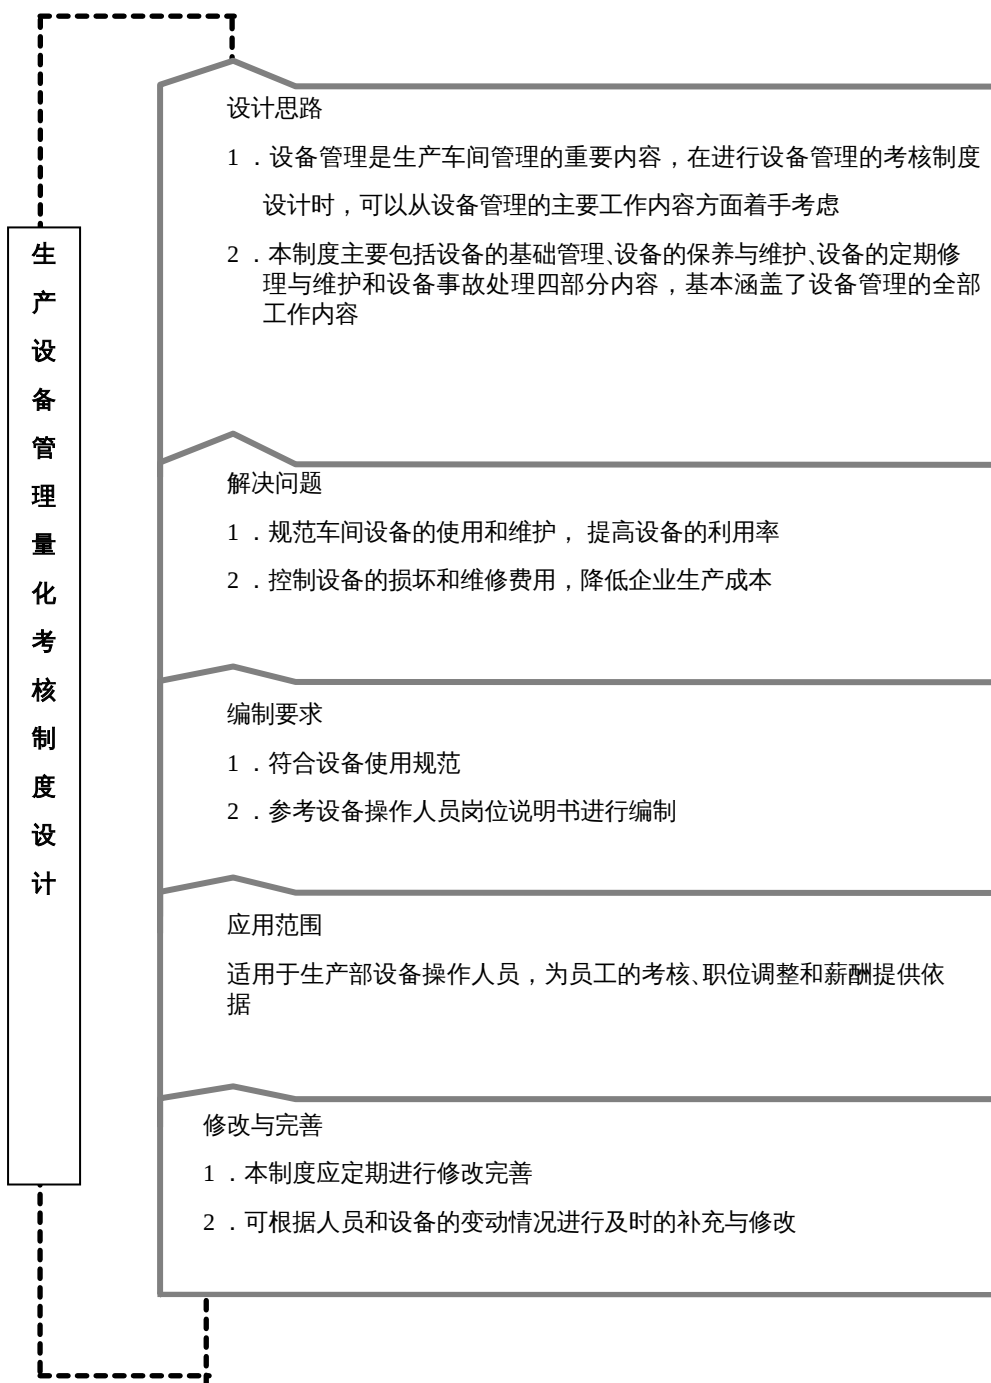 生产设备管理量化考核制度设计
设计思路
1 ．设备管理是生产车间管理的重要内容，在进行设备管理的考核制度
设计时，可以从设备管理的主要工作内容方面着手考虑
2 ．本制度主要包括设备的基础管理、设备的保养与维护、设备的定期修
理与维护和设备事故处理四部分内容，基本涵盖了设备管理的全部
工作内容
解决问题
1 ．规范车间设备的使用和维护， 提高设备的利用率
2 ．控制设备的损坏和维修费用，降低企业生产成本
编制要求
1 ．符合设备使用规范
2 ．参考设备操作人员岗位说明书进行编制
应用范围
适用于生产部设备操作人员，为员工的考核、职位调整和薪酬提供依
据
修改与完善
1 ．本制度应定期进行修改完善
2 ．可根据人员和设备的变动情况进行及时的补充与修改